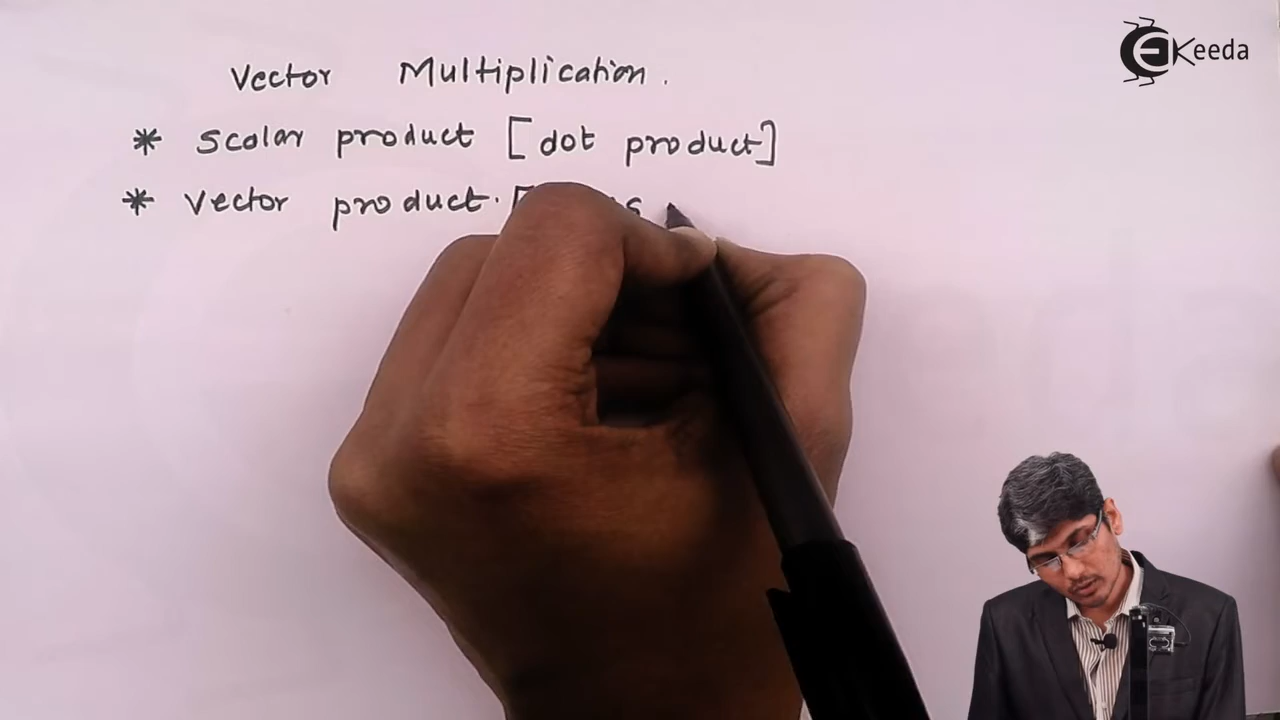 Vector Multiplication.
* Scalar product [dot product]
* Vector product. [
EKeeda